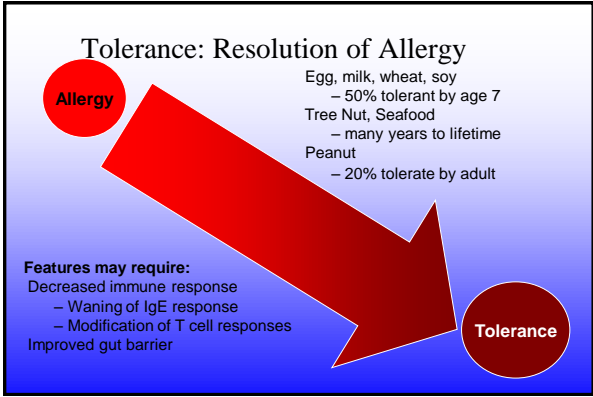 Tolerance: Resolution of Allergy
Allergy
Egg, milk, wheat, soy
– 50% tolerant by age 7
Tree Nut, Seafood
– many years to lifetime
Peanut
– 20% tolerate by adult
Features may require:
Decreased immune response
– Waning of IgE response
– Modification of T cell responses
Improved gut barrier
Tolerance